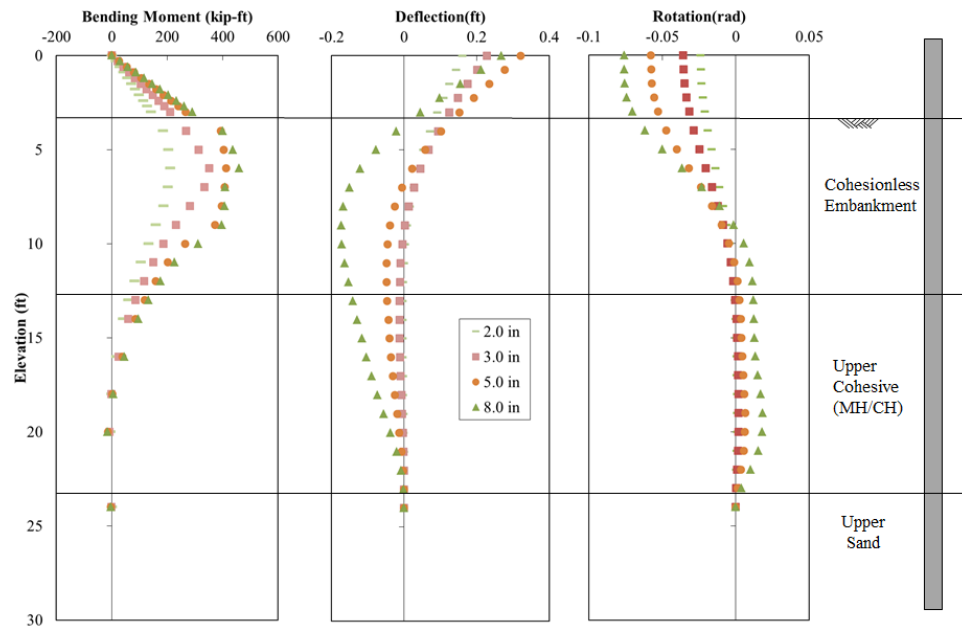 Bending Moment (kip-ft)
-200 0 200 400 600
Deflection(ft)
-0.2 0 0.2 0.4
Rotation(rad)
-0.1 -0.05 0 0.05
Elevation (ft)
0
5
10
15
20
25
30
2.0 in
3.0 in
5.0 in
8.0 in
Cohesionless
Embankment
Upper
Cohesive
(MH/CH)
Upper
Sand